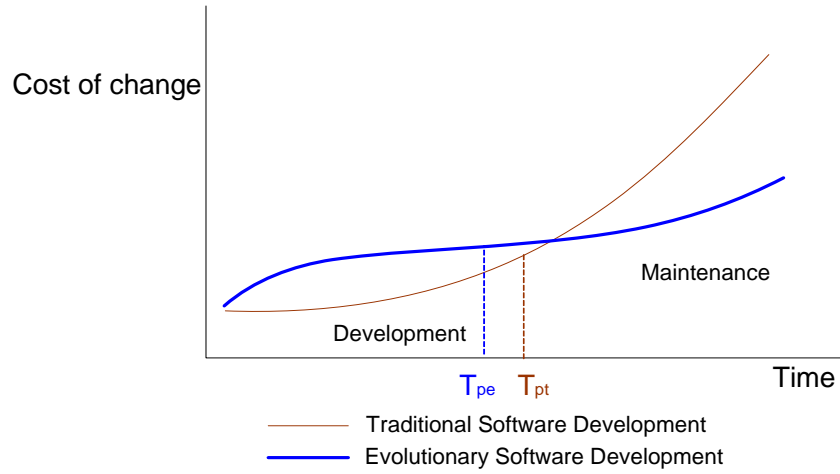 Cost of change
Maintenance
Development
Tpe
Tpt
Time
Traditional Software Development
Evolutionary Software Development